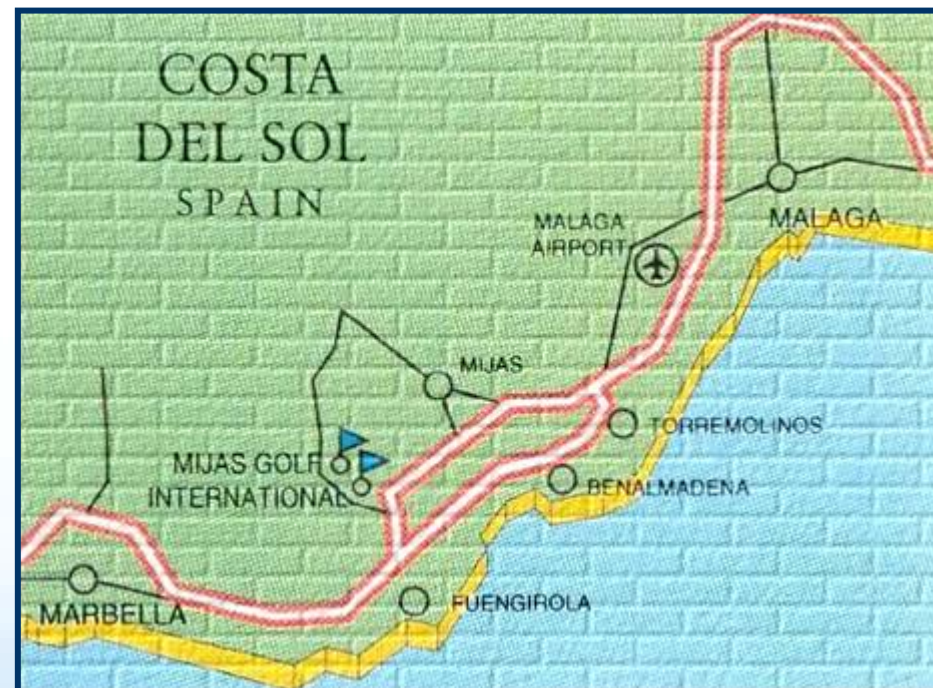 COSTA
DEL SOL
SPAIN
MALAGA
AIRPORT
MALAGA
MIJAS
TORREMOLINOS
MIJAS GOLF
INTERNATIONAL
BENALMADENA
MARBELLA
FUENGIROLA